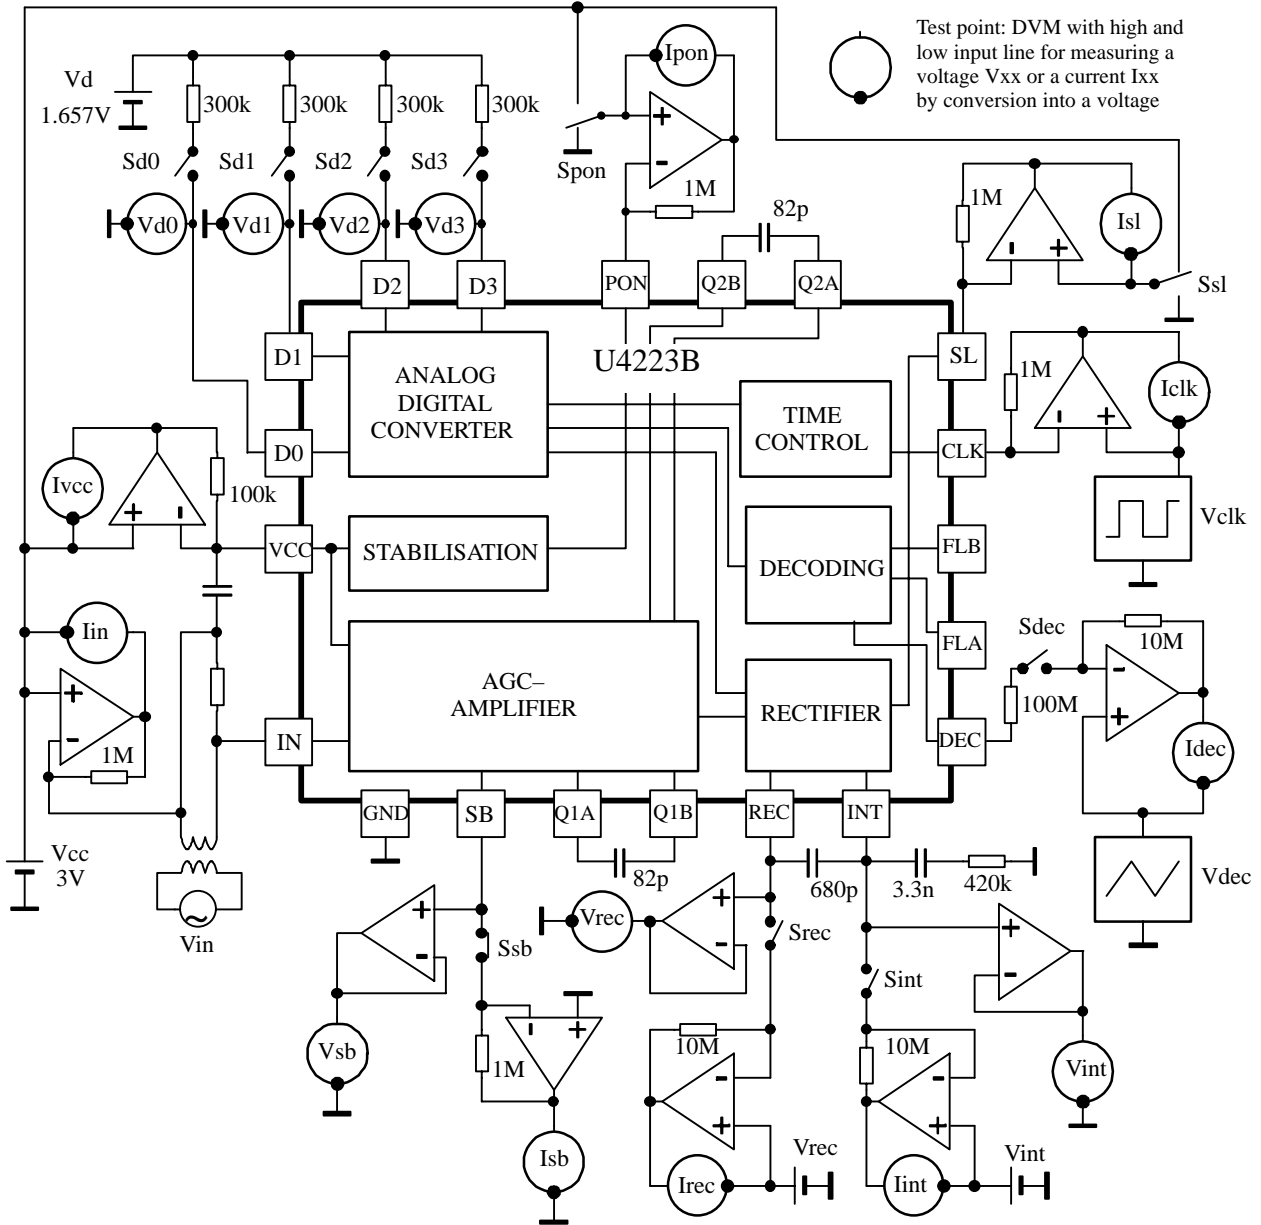 Test point: DVM with high and
low input line for measuring a
voltage Vxx or a current Ixx
by conversion into a voltage
Vd
1.657V
300k
300k
300k
300k
Sd0
Sd1
Sd2
Sd3
Vd0
Vd1
Vd2
Vd3
Ipon
+
-
Spon
1M
82p
1M
Isl
-
+
Ssl
D2
D3
PON
Q2B
Q2A
D1
U4223B
SL
ANALOG
DIGITAL
CONVERTER
TIME
CONTROL
1M
Iclk
-
+
D0
CLK
Ivcc
100k
+
-
Vclk
VCC
STABILISATION
DECODING
FLB
Iin
FLA
Sdec
10M
+
-
1M
AGC–
AMPLIFIER
RECTIFIER
100M
-
+
IN
DEC
Idec
GND
SB
Q1A
Q1B
REC
INT
Vcc
3V
82p
680p
3.3n
420k
Vdec
Vin
+
-
Ssb
Vrec
+
-
Srec
Sint
+
-
Vsb
1M
-
+
10M
10M
Vint
-
+
-
+
Isb
Irec
Vrec
Iint
Vint